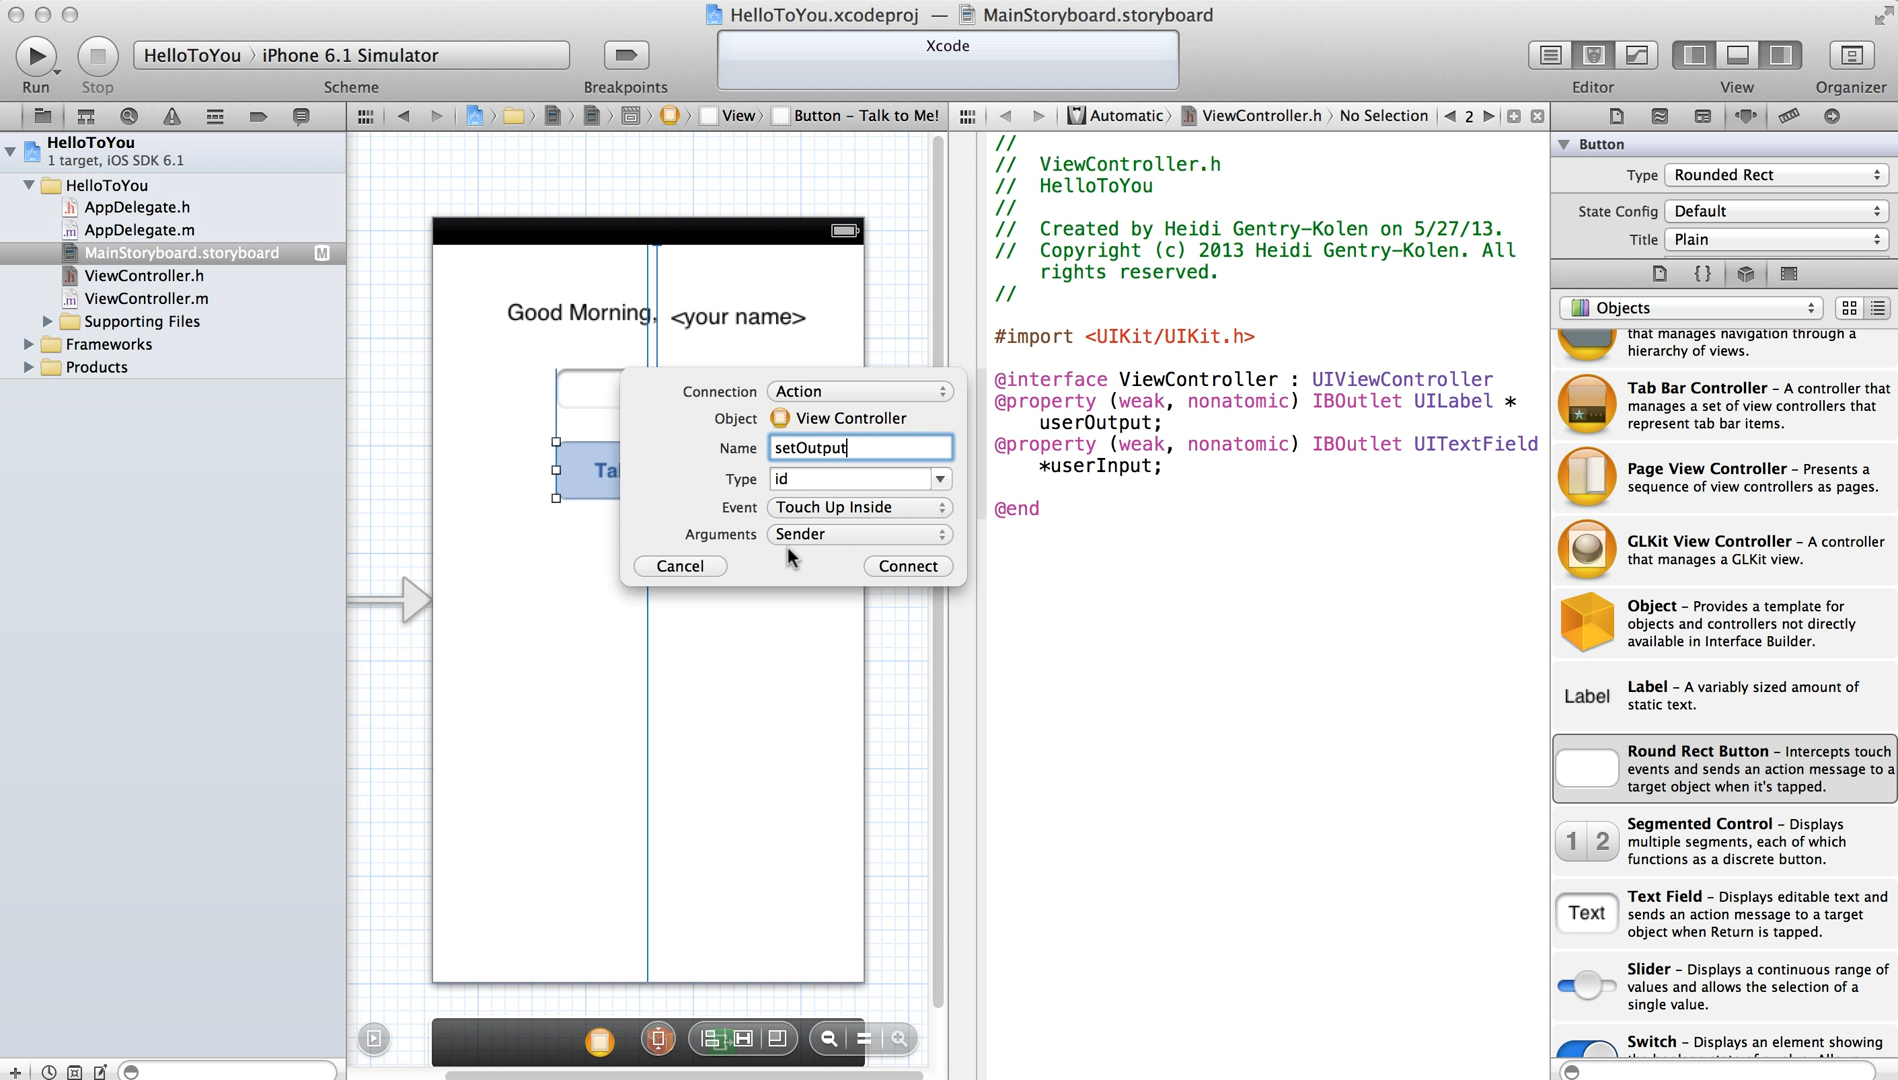 HelloToYou.xcodeproj — MainStoryboard.storyboard
HelloToYou › iPhone 6.1 Simulator
Xcode
Run
Stop
Scheme
Breakpoints
Editor
View
Organizer
View
Button – Talk to Me!
Automatic
ViewController.h
No Selection
2
HelloToYou
1 target, iOS SDK 6.1
HelloToYou
AppDelegate.h
AppDelegate.m
MainStoryboard.storyboard
M
ViewController.h
ViewController.m
Supporting Files
Frameworks
Products
Good Morning,
<your name>
Tal
Connection
Action
Object
View Controller
Name
setOutput
Type
id
Event
Touch Up Inside
Arguments
Sender
Cancel
Connect
//
// ViewController.h
// HelloToYou
//
// Created by Heidi Gentry-Kolen on 5/27/13.
// Copyright (c) 2013 Heidi Gentry-Kolen. All
rights reserved.
//
#import <UIKit/UIKit.h>
@interface ViewController : UIViewController
@property (weak, nonatomic) IBOutlet UILabel *
userOutput;
@property (weak, nonatomic) IBOutlet UITextField
*userInput;
@end
Button
Type
Rounded Rect
State Config
Default
Title
Plain
{ }
Objects
that manages navigation through a
hierarchy of views.
Tab Bar Controller – A controller that
manages a set of view controllers that
represent tab bar items.
Page View Controller – Presents a
sequence of view controllers as pages.
GLKit View Controller – A controller
that manages a GLKit view.
Object – Provides a template for
objects and controllers not directly
available in Interface Builder.
Label
Label – A variably sized amount of
static text.
Round Rect Button – Intercepts touch
events and sends an action message to a
target object when it's tapped.
1 2
Segmented Control – Displays
multiple segments, each of which
functions as a discrete button.
Text
Text Field – Displays editable text and
sends an action message to a target
object when Return is tapped.
Slider – Displays a continuous range of
values and allows the selection of a
single value.
Switch – Displays an element showing